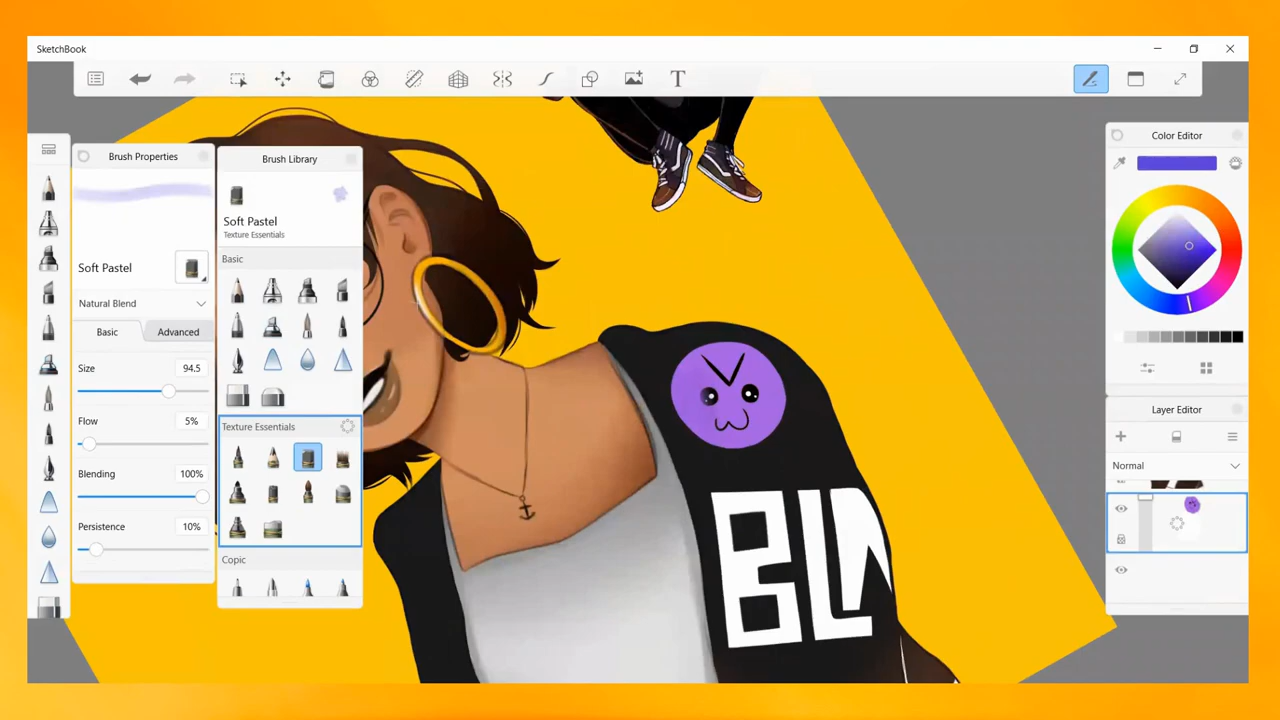 SketchBook
T
Brush Properties
Soft Pastel
Natural Blend
Basic
Advanced
Size
94.5
Flow
5%
Blending
100%
Persistence
10%
Brush Library
Soft Pastel
Texture Essentials
Basic
Texture Essentials
Copic
Color Editor
Layer Editor
Normal